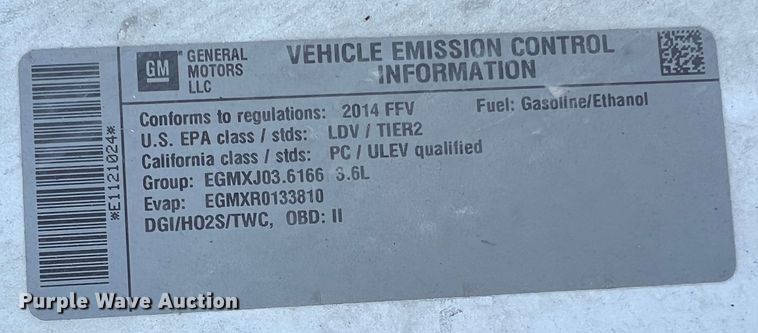 GM
GENERAL MOTORS LLC
VEHICLE EMISSION CONTROL
INFORMATION
Conforms to regulations: 2014 FFV Fuel: Gasoline/Ethanol
U.S. EPA class / stds: LDV / TIER2
California class / stds: PC / ULEV qualified
Group: EGMXJ03.6166 3.6L
Evap: EGMXR0133810
DGI/HO2S/TWC, OBD: II
*E1121024*
Purple Wave Auction